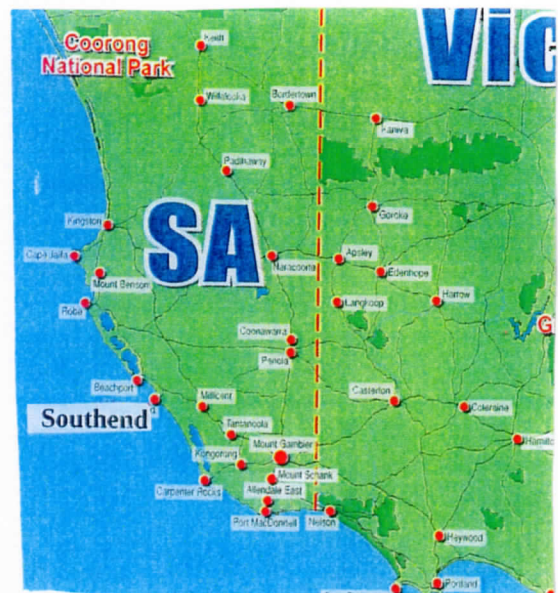 Vic
Coorong
National Park
Keith
Willalooka
Bordertown
Kaniva
Padthaway
Goroke
Kingston
SA
Cape Jaffa
Naracoorte
Apsley
Edenhope
Mount Benson
Robe
Langkoop
Harrow
G
Coonawarra
Penola
Beachport
Millicent
Casterton
Coleraine
Southend
Tantanoola
Hamilt
Mount Gambier
Kongorong
Mount Schank
Carpenter Rocks
Allendale East
Port MacDonnell
Nelson
Heywood
Portland